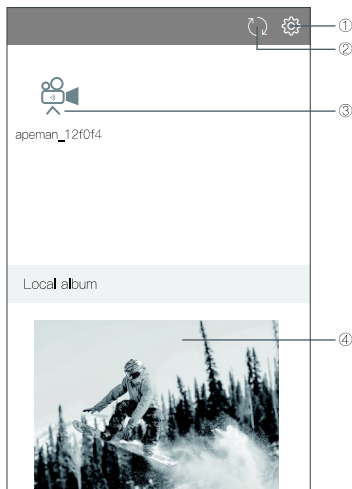 ①
②
③
apeman_12f0f4
Local album
④